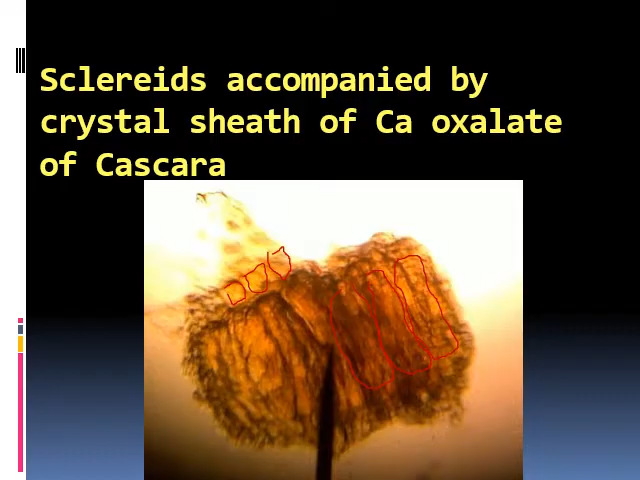 Sclereids accompanied by
crystal sheath of Ca oxalate
of Cascara